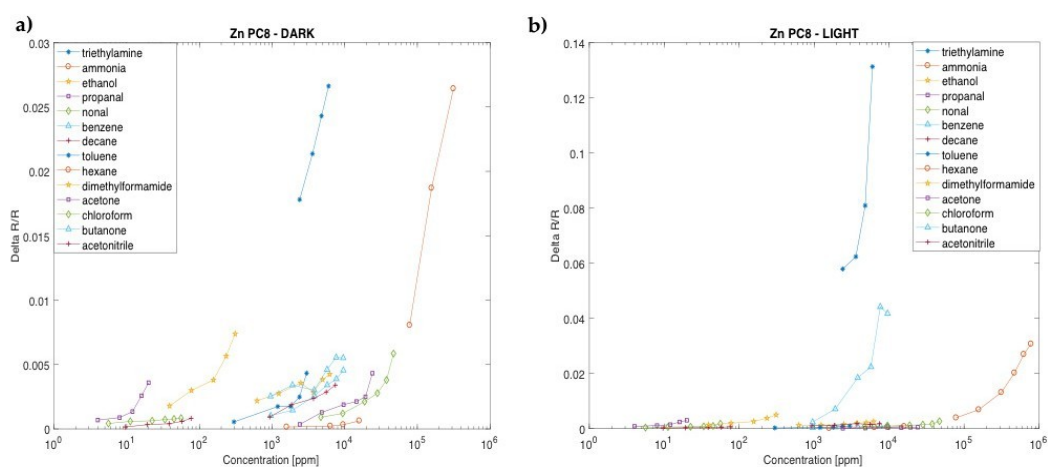 a)
Zn PC8 - DARK
0.03
0.025
0.02
0.015
0.01
0.005
0
Delta R/R
triethylamine
ammonia
ethanol
propanal
nonal
benzene
decane
toluene
hexane
dimethylformamide
acetone
chloroform
butanone
acetonitrile
10^0
10^1
10^2
10^3
10^4
10^5
10^6
Concentration [ppm]
b)
Zn PC8 - LIGHT
0.14
0.12
0.1
0.08
0.06
0.04
0.02
0
Delta R/R
triethylamine
ammonia
ethanol
propanal
nonal
benzene
decane
toluene
hexane
dimethylformamide
acetone
chloroform
butanone
acetonitrile
10^0
10^1
10^2
10^3
10^4
10^5
10^6
Concentration [ppm]